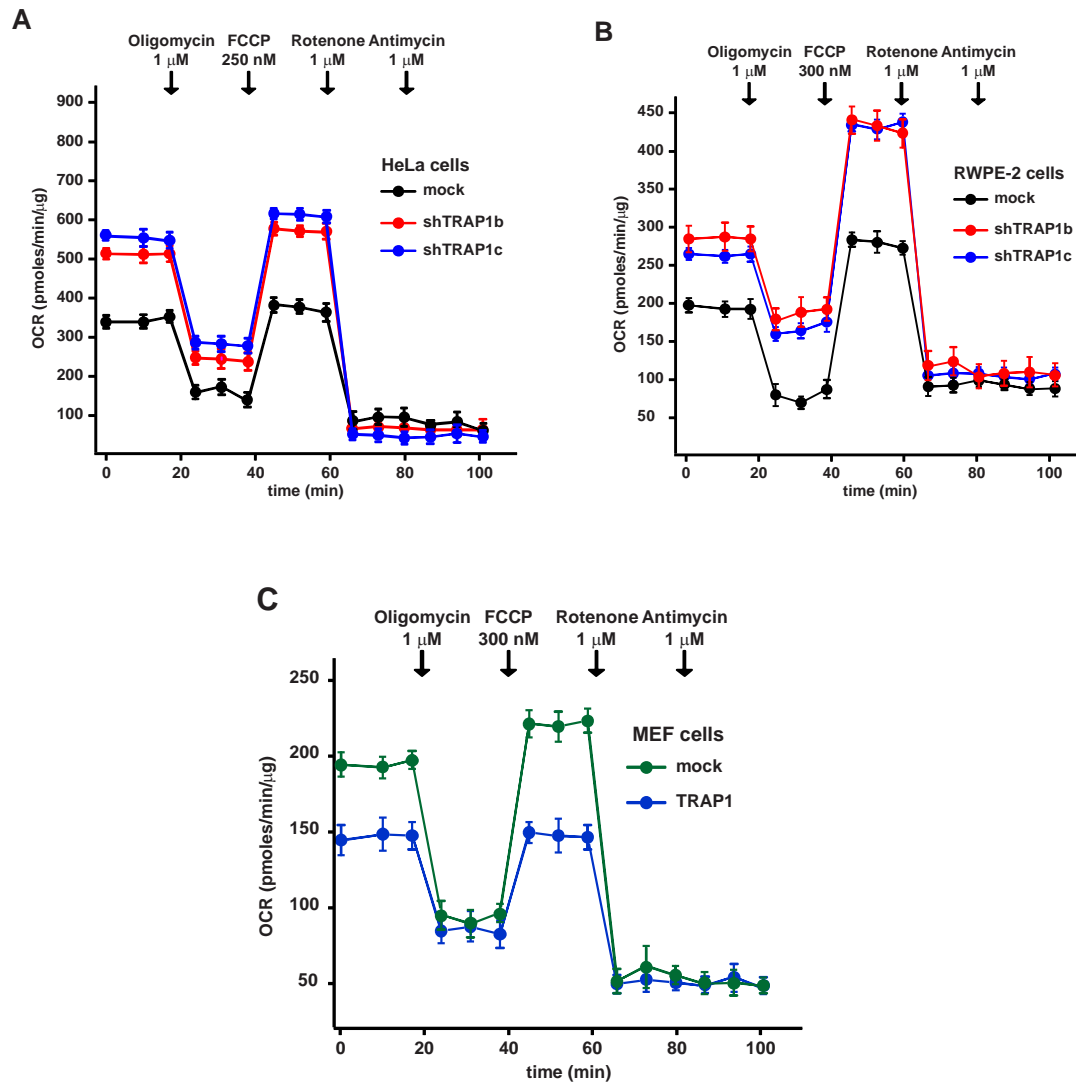 A
Oligomycin FCCP Rotenone Antimycin
1 μM 250 nM 1 μM 1 μM
900
800
700
600
500
400
300
200
100
OCR (pmoles/min/μg)
HeLa cells
mock
shTRAP1b
shTRAP1c
0 20 40 60 80 100
time (min)
B
Oligomycin FCCP Rotenone Antimycin
1 μM 300 nM 1 μM 1 μM
450
400
350
300
250
200
150
100
50
OCR (pmoles/min/μg)
RWPE-2 cells
mock
shTRAP1b
shTRAP1c
0 20 40 60 80 100
time (min)
C
Oligomycin FCCP Rotenone Antimycin
1 μM 300 nM 1 μM 1 μM
250
200
150
100
50
OCR (pmoles/min/μg)
MEF cells
mock
TRAP1
0 20 40 60 80 100
time (min)